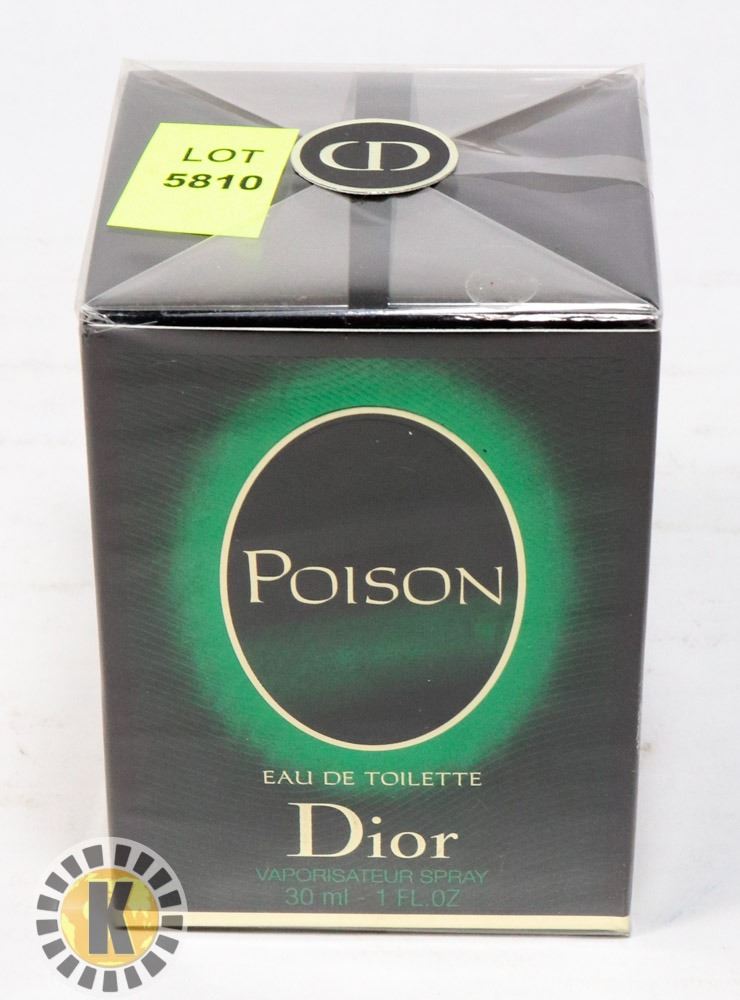 LOT
5810
CD
POISON
EAU DE TOILETTE
Dior
VAPORISATEUR SPRAY
30 ml - 1 FL.OZ
K